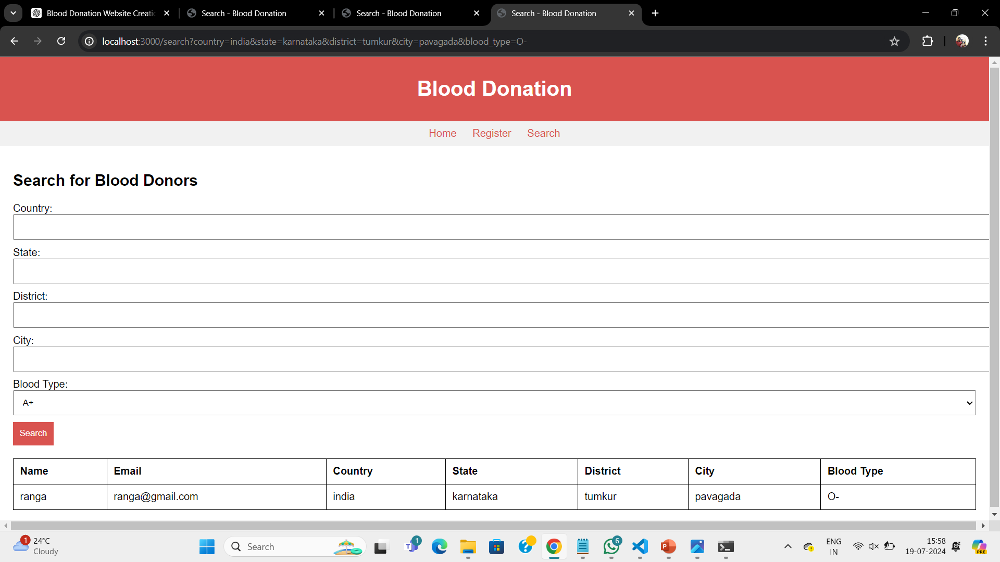 Blood Donation Website Creati
Search - Blood Donation
Search - Blood Donation
Search - Blood Donation
localhost:3000/search?country=india&state=karnataka&district=tumkur&city=pavagada&blood_type=O-
Blood Donation
Home Register Search
Search for Blood Donors
Country:
State:
District:
City:
Blood Type:
A+
Search
Name Email Country State District City Blood Type
ranga ranga@gmail.com india karnataka tumkur pavagada O-
1
24°C
Cloudy
Search
1
6
ENG
IN
15:58
19-07-2024
PRE